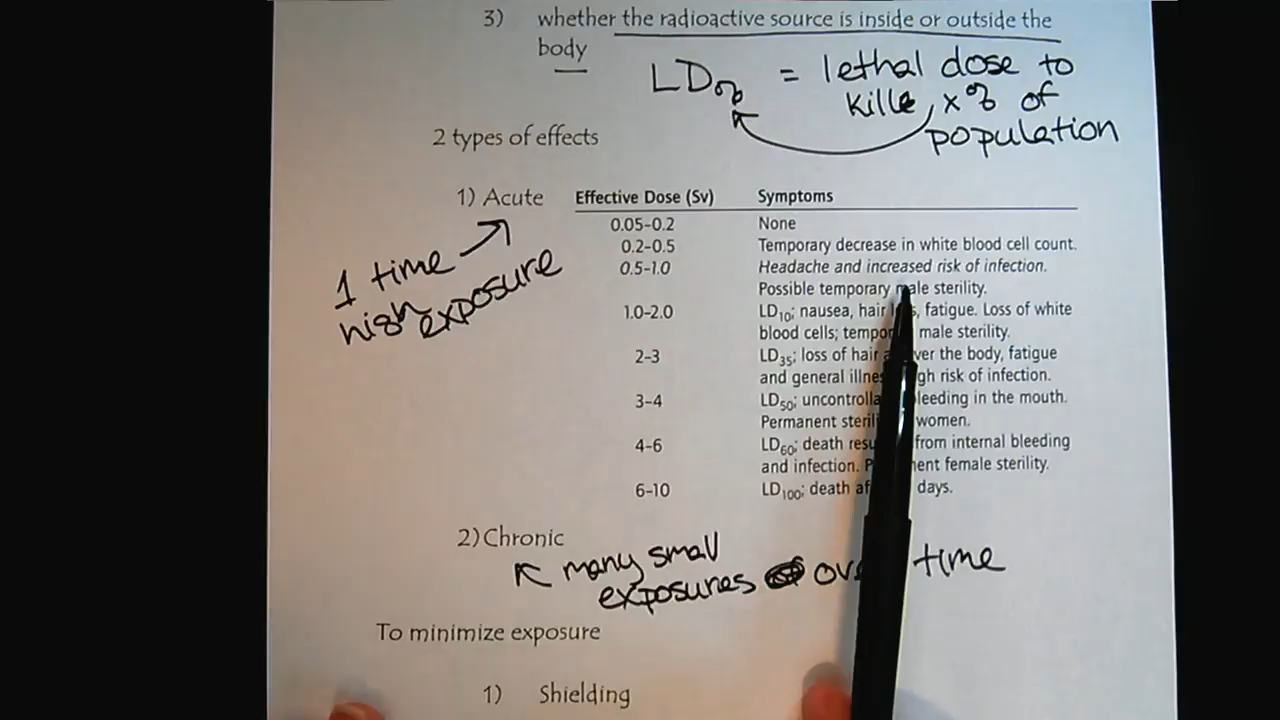 3) whether the radioactive source is inside or outside the
body
LD% = lethal dose to
kill x% of
population
2 types of effects
1) Acute
Effective Dose (Sv) Symptoms
0.05–0.2 None
0.2–0.5 Temporary decrease in white blood cell count.
0.5–1.0 Headache and increased risk of infection.
Possible temporary male sterility.
1.0–2.0 LD10; nausea, hair, fatigue. Loss of white
blood cells; male sterility.
2–3 LD35; loss of hair the body, fatigue
and general risk of infection.
3–4 LD50; bleeding in the mouth.
Permanent women.
4–6 LD60; death from internal bleeding
and infection. female sterility.
6–10 LD100; death days.
1 time
high exposure
2) Chronic
many small
exposures over time
To minimize exposure
1) Shielding